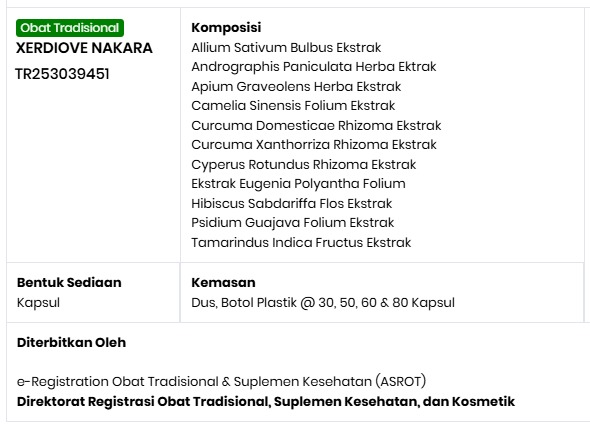 Obat Tradisional
XERDIOVE NAKARA
TR253039451
Komposisi
Allium Sativum Bulbus Ekstrak
Andrographis Paniculata Herba Ektrak
Apium Graveolens Herba Ekstrak
Camelia Sinensis Folium Ekstrak
Curcuma Domesticae Rhizoma Ekstrak
Curcuma Xanthorriza Rhizoma Ekstrak
Cyperus Rotundus Rhizoma Ekstrak
Ekstrak Eugenia Polyantha Folium
Hibiscus Sabdariffa Flos Ekstrak
Psidium Guajava Folium Ekstrak
Tamarindus Indica Fructus Ekstrak
Bentuk Sediaan
Kapsul
Kemasan
Dus, Botol Plastik @ 30, 50, 60 & 80 Kapsul
Diterbitkan Oleh
e-Registration Obat Tradisional & Suplemen Kesehatan (ASROT)
Direktorat Registrasi Obat Tradisional, Suplemen Kesehatan, dan Kosmetik